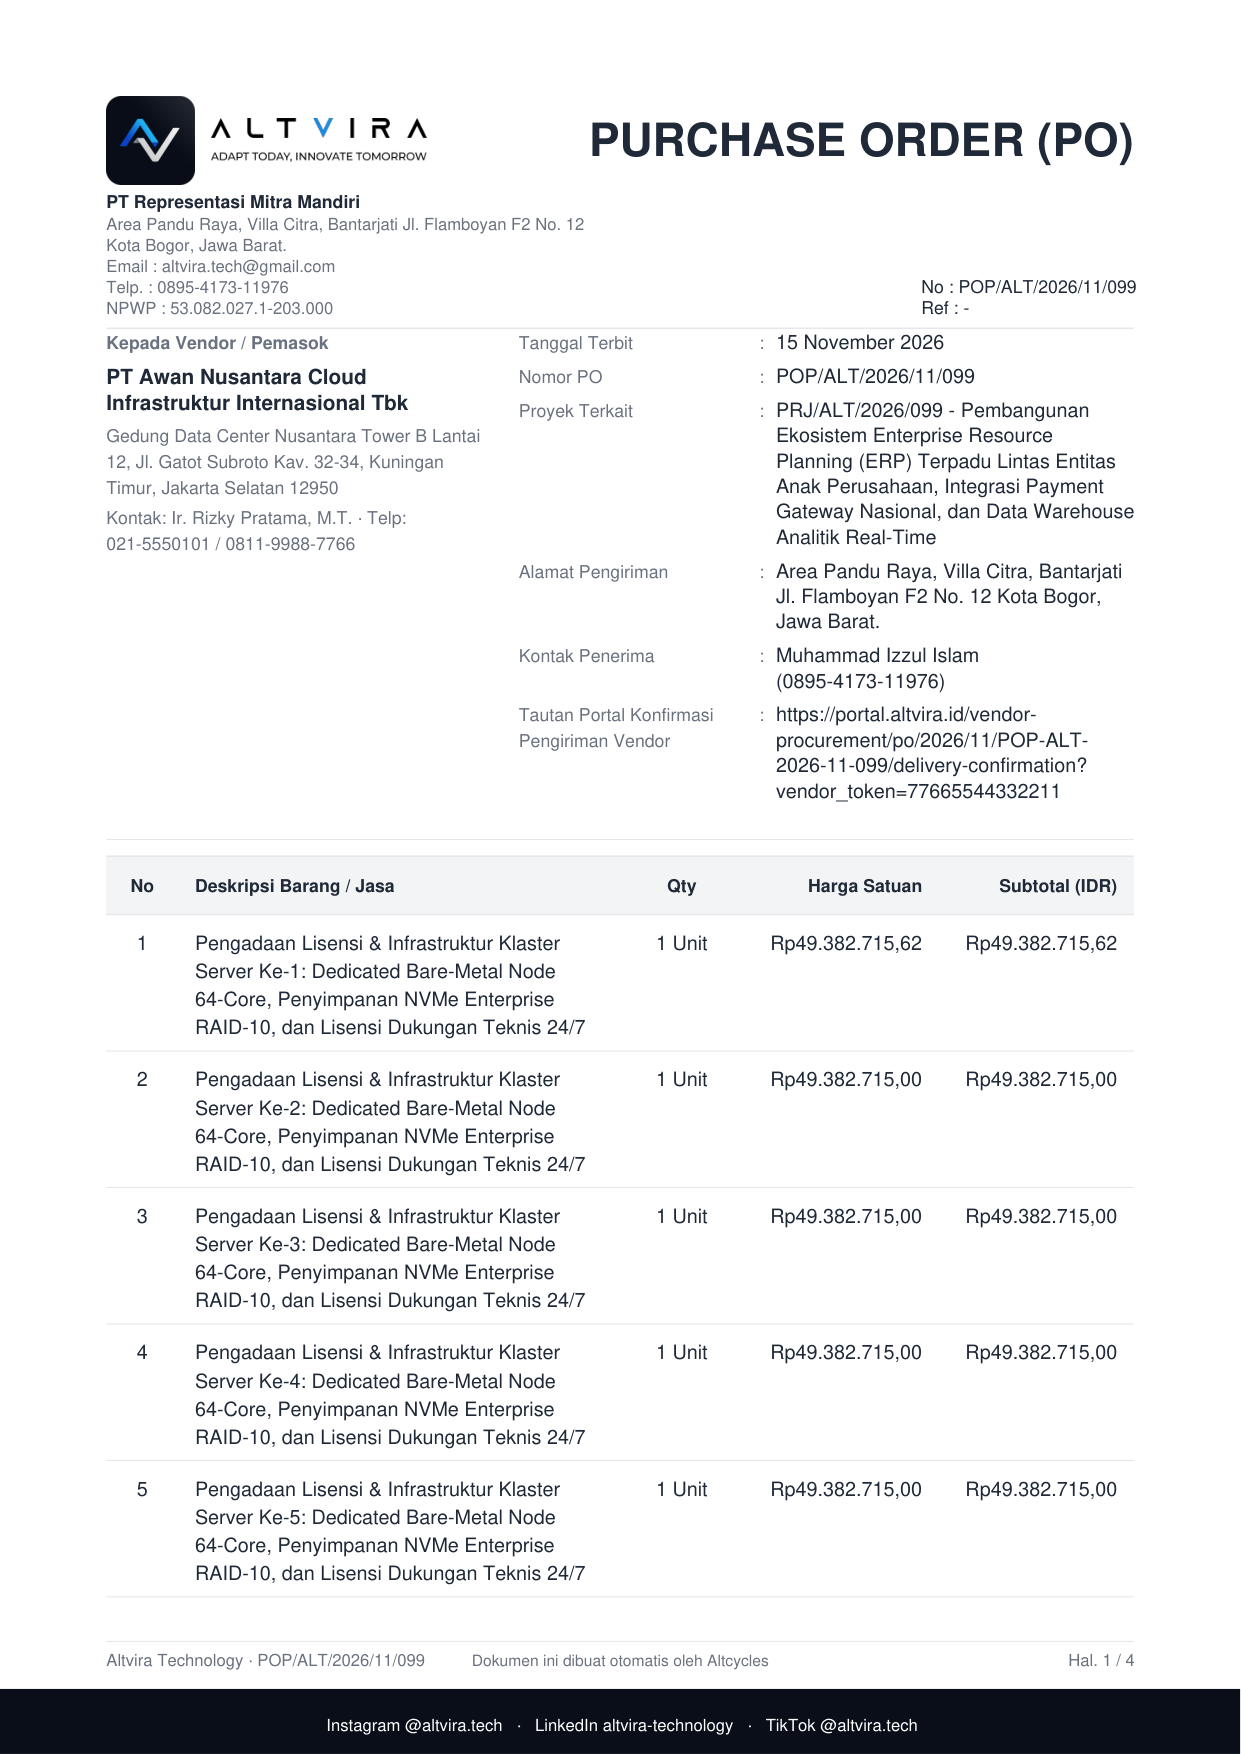 ALTVIRA
ADAPT TODAY, INNOVATE TOMORROW
PURCHASE ORDER (PO)
PT Representasi Mitra Mandiri
Area Pandu Raya, Villa Citra, Bantarjati Jl. Flamboyan F2 No. 12
Kota Bogor, Jawa Barat.
Email : altvira.tech@gmail.com
Telp. : 0895-4173-11976
NPWP : 53.082.027.1-203.000
No : POP/ALT/2026/11/099
Ref : -
Kepada Vendor / Pemasok
PT Awan Nusantara Cloud
Infrastruktur Internasional Tbk
Gedung Data Center Nusantara Tower B Lantai
12, Jl. Gatot Subroto Kav. 32-34, Kuningan
Timur, Jakarta Selatan 12950
Kontak: Ir. Rizky Pratama, M.T. · Telp:
021-5550101 / 0811-9988-7766
Tanggal Terbit : 15 November 2026
Nomor PO : POP/ALT/2026/11/099
Proyek Terkait : PRJ/ALT/2026/099 - Pembangunan
Ekosistem Enterprise Resource
Planning (ERP) Terpadu Lintas Entitas
Anak Perusahaan, Integrasi Payment
Gateway Nasional, dan Data Warehouse
Analitik Real-Time
Alamat Pengiriman : Area Pandu Raya, Villa Citra, Bantarjati
Jl. Flamboyan F2 No. 12 Kota Bogor,
Jawa Barat.
Kontak Penerima : Muhammad Izzul Islam
(0895-4173-11976)
Tautan Portal Konfirmasi : https://portal.altvira.id/vendor-
Pengiriman Vendor procurement/po/2026/11/POP-ALT-
2026-11-099/delivery-confirmation?
vendor_token=77665544332211
No Deskripsi Barang / Jasa Qty Harga Satuan Subtotal (IDR)
1 Pengadaan Lisensi & Infrastruktur Klaster 1 Unit Rp49.382.715,62 Rp49.382.715,62
Server Ke-1: Dedicated Bare-Metal Node
64-Core, Penyimpanan NVMe Enterprise
RAID-10, dan Lisensi Dukungan Teknis 24/7
2 Pengadaan Lisensi & Infrastruktur Klaster 1 Unit Rp49.382.715,00 Rp49.382.715,00
Server Ke-2: Dedicated Bare-Metal Node
64-Core, Penyimpanan NVMe Enterprise
RAID-10, dan Lisensi Dukungan Teknis 24/7
3 Pengadaan Lisensi & Infrastruktur Klaster 1 Unit Rp49.382.715,00 Rp49.382.715,00
Server Ke-3: Dedicated Bare-Metal Node
64-Core, Penyimpanan NVMe Enterprise
RAID-10, dan Lisensi Dukungan Teknis 24/7
4 Pengadaan Lisensi & Infrastruktur Klaster 1 Unit Rp49.382.715,00 Rp49.382.715,00
Server Ke-4: Dedicated Bare-Metal Node
64-Core, Penyimpanan NVMe Enterprise
RAID-10, dan Lisensi Dukungan Teknis 24/7
5 Pengadaan Lisensi & Infrastruktur Klaster 1 Unit Rp49.382.715,00 Rp49.382.715,00
Server Ke-5: Dedicated Bare-Metal Node
64-Core, Penyimpanan NVMe Enterprise
RAID-10, dan Lisensi Dukungan Teknis 24/7
Altvira Technology · POP/ALT/2026/11/099 Dokumen ini dibuat otomatis oleh Altcycles Hal. 1 / 4
Instagram @altvira.tech · LinkedIn altvira-technology · TikTok @altvira.tech